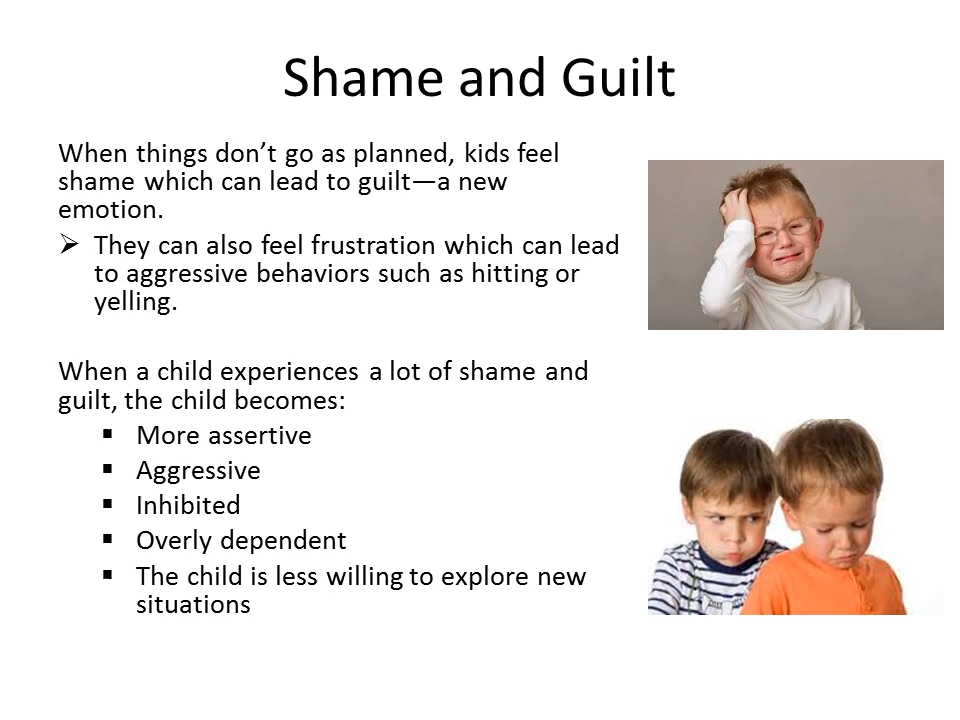 Shame and Guilt
When things don’t go as planned, kids feel
shame which can lead to guilt—a new
emotion.
➢ They can also feel frustration which can lead
to aggressive behaviors such as hitting or
yelling.
When a child experiences a lot of shame and
guilt, the child becomes:
▪ More assertive
▪ Aggressive
▪ Inhibited
▪ Overly dependent
▪ The child is less willing to explore new
situations